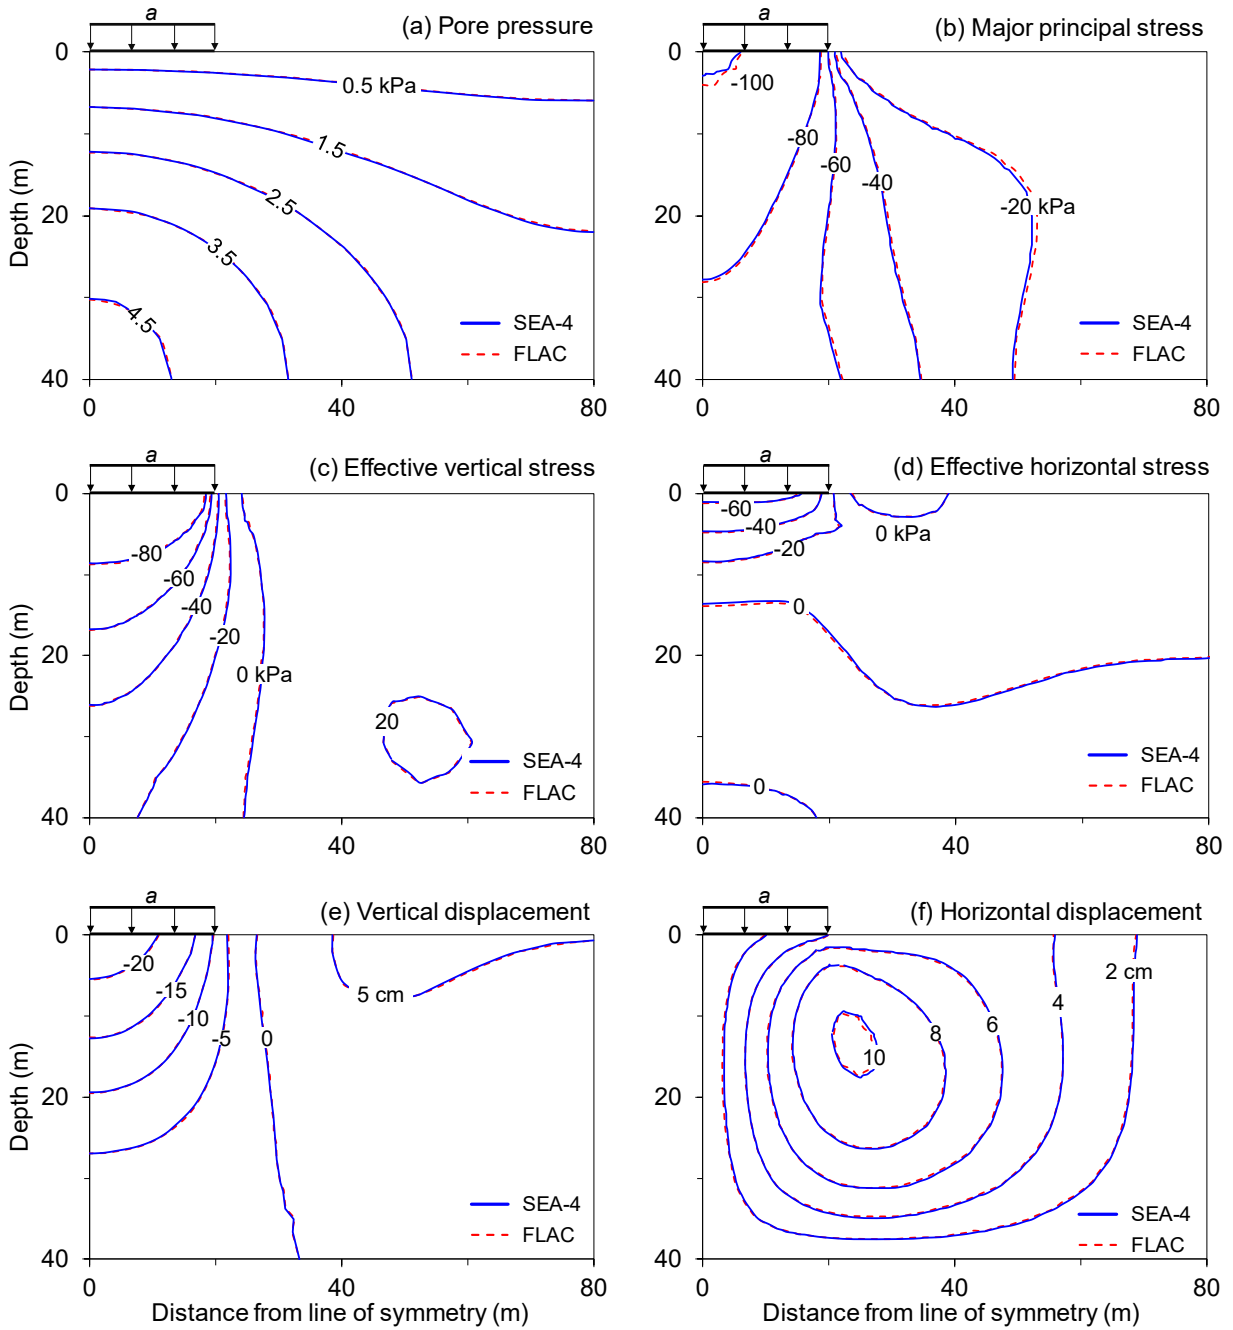 a
(a) Pore pressure
0
20
40
Depth (m)
0.5 kPa
1.5
2.5
3.5
4.5
SEA-4
FLAC
0
40
80
a
(b) Major principal stress
0
20
40
-100
-80
-60
-40
-20 kPa
SEA-4
FLAC
0
40
80
a
(c) Effective vertical stress
0
20
40
Depth (m)
-80
-60
-40
-20
0 kPa
20
SEA-4
FLAC
0
40
80
a
(d) Effective horizontal stress
0
20
40
-60
-40
-20
0 kPa
0
0
SEA-4
FLAC
0
40
80
a
(e) Vertical displacement
0
20
40
Depth (m)
-20
-15
-10
-5
0
5 cm
SEA-4
FLAC
0
40
80
Distance from line of symmetry (m)
a
(f) Horizontal displacement
0
20
40
2 cm
4
6
8
10
SEA-4
FLAC
0
40
80
Distance from line of symmetry (m)